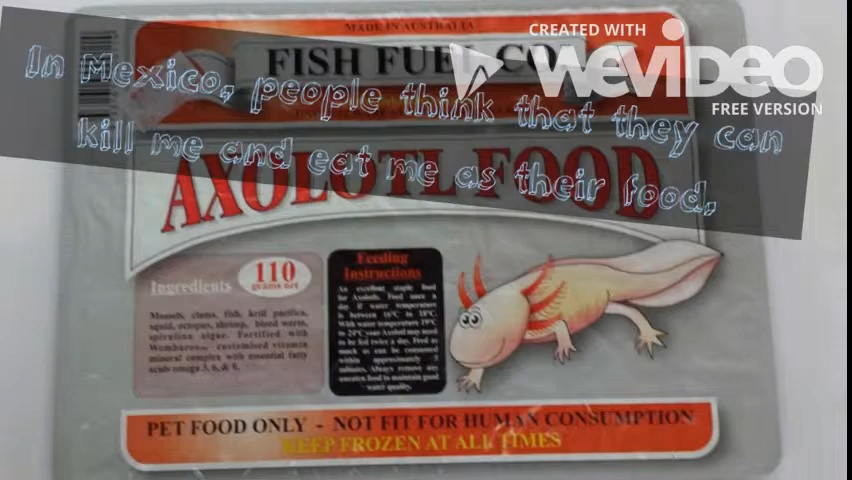 MADE IN AUSTRALIA
CREATED WITH
WEVIDEO
FREE VERSION
FISH FUEL CO.
In Mexico, people think that they can
kill me and eat me as their food,
AXOLOTL FOOD
Ingredients
110
grams net
Mussels, clams, fish, krill pacifica,
squid, octopus, shrimp, blood worm,
spirulina algae. Fortified with
Wombaroo customised vitamin
mineral complex with essential fatty
acids omega 3, 6, & 9.
Feeding
Instructions
An excellent staple food
for Axolotls. Feed once a
day if water temperature
is between 16°C to 18°C.
With water temperature 19°C
to 24°C your Axolotl may need
to be fed twice a day. Feed as
much as can be consumed
within approximately 5
minutes. Always remove any
uneaten food to maintain good
water quality.
PET FOOD ONLY - NOT FIT FOR HUMAN CONSUMPTION
KEEP FROZEN AT ALL TIMES